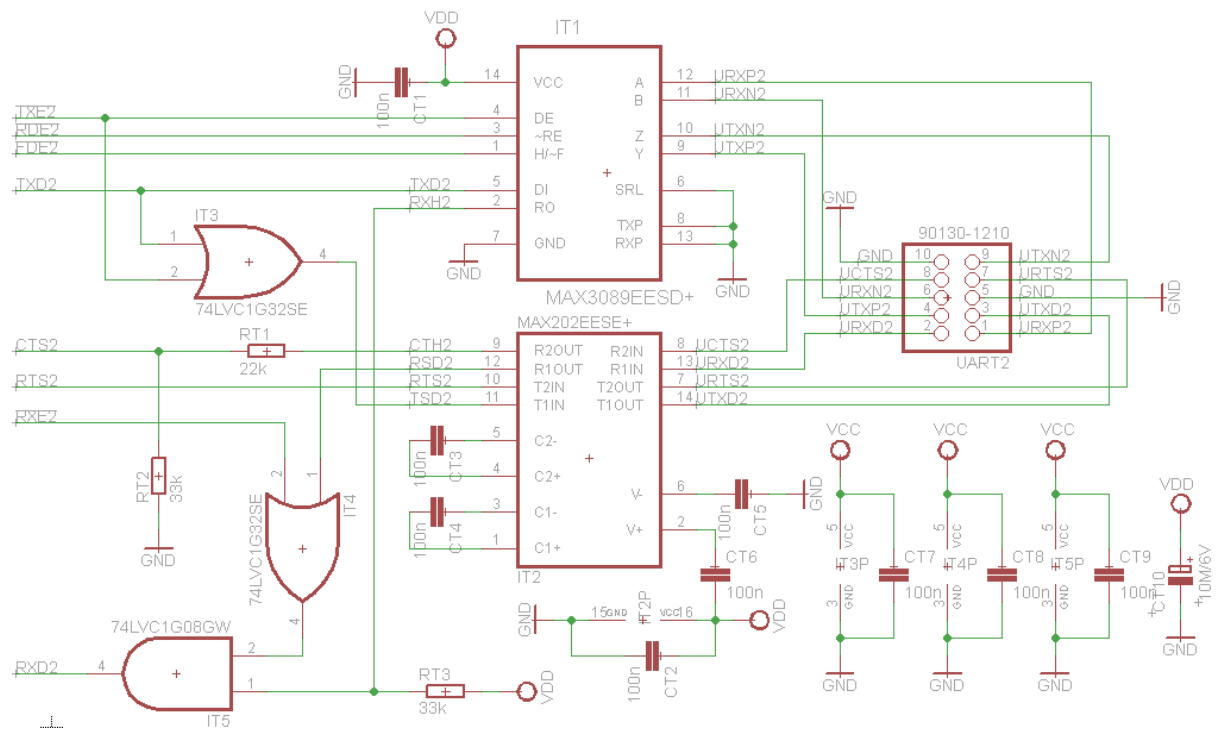 VDD
IT1
GND
100n
CT1
14
VCC
A
12
URXP2
B
11
URXN2
TXE2
4
DE
RDE2
3
~RE
Z
10
UTXN2
FDE2
1
H/~F
Y
9
UTXP2
TXD2
TXD2
5
DI
SRL
6
RXH2
2
RO
TXP
8
RXP
13
7
GND
GND
GND
MAX3089EESD+
IT3
1
2
4
74LVC1G32SE
GND
90130-1210
GND
10
9
UTXN2
UCTS2
8
7
URTS2
URXN2
6
5
GND
UTXP2
4
3
UTXD2
URXD2
2
1
URXP2
GND
UART2
MAX202EESE+
RT1
22k
CTS2
CTH2
9
R2OUT
R2IN
8
UCTS2
RSD2
12
R1OUT
R1IN
13
URXD2
RTS2
RTS2
10
T2IN
T2OUT
7
URTS2
TSD2
11
T1IN
T1OUT
14
UTXD2
RXE2
5
C2-
100n
CT3
4
C2+
3
C1-
100n
CT4
1
C1+
V-
6
100n
CT5
GND
V+
2
IT2
CT6
100n
RT2
33k
GND
2
1
74LVC1G32SE
IT4
4
GND
15
GND
IT2P
VCC
16
VDD
100n
CT2
74LVC1G08GW
RXD2
4
2
1
IT5
RT3
33k
VDD
VCC
VCC
VCC
VDD
5
VCC
IT3P
3
GND
CT7
100n
5
VCC
IT4P
3
GND
CT8
100n
5
VCC
IT5P
3
GND
CT9
100n
CT10
10M/6V
GND
GND
GND
GND